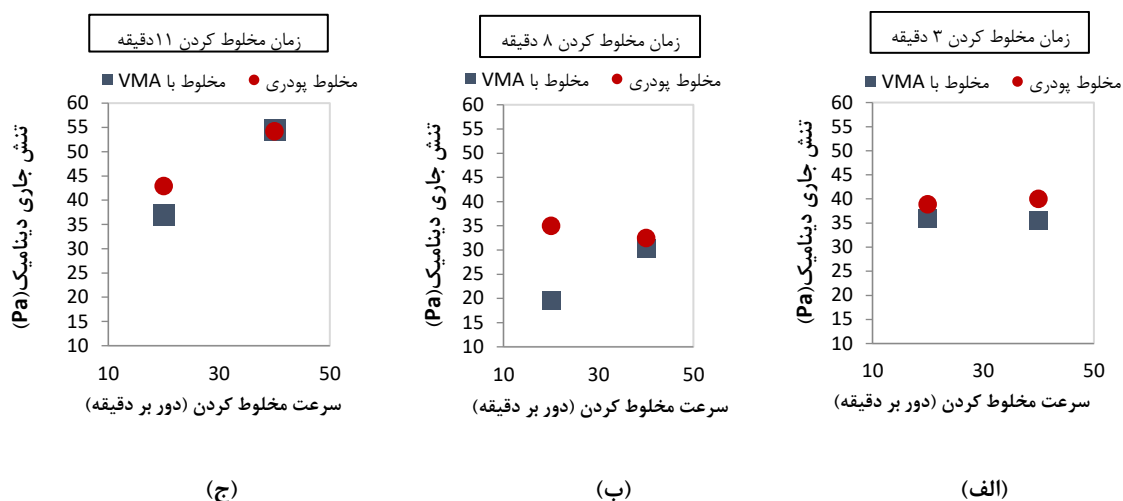 زمان مخلوط کردن ۳ دقیقه
مخلوط پودری
مخلوط با VMA
تنش جاری دینامیک(Pa)
60
55
50
45
40
35
30
25
20
15
10
10 30 50
سرعت مخلوط کردن (دور بر دقیقه)
(الف)
زمان مخلوط کردن ۸ دقیقه
مخلوط پودری
مخلوط با VMA
تنش جاری دینامیک(Pa)
60
55
50
45
40
35
30
25
20
15
10
10 30 50
سرعت مخلوط کردن (دور بر دقیقه)
(ب)
زمان مخلوط کردن ۱۱دقیقه
مخلوط پودری
مخلوط با VMA
تنش جاری دینامیک(Pa)
60
55
50
45
40
35
30
25
20
15
10
10 30 50
سرعت مخلوط کردن (دور بر دقیقه)
(ج)